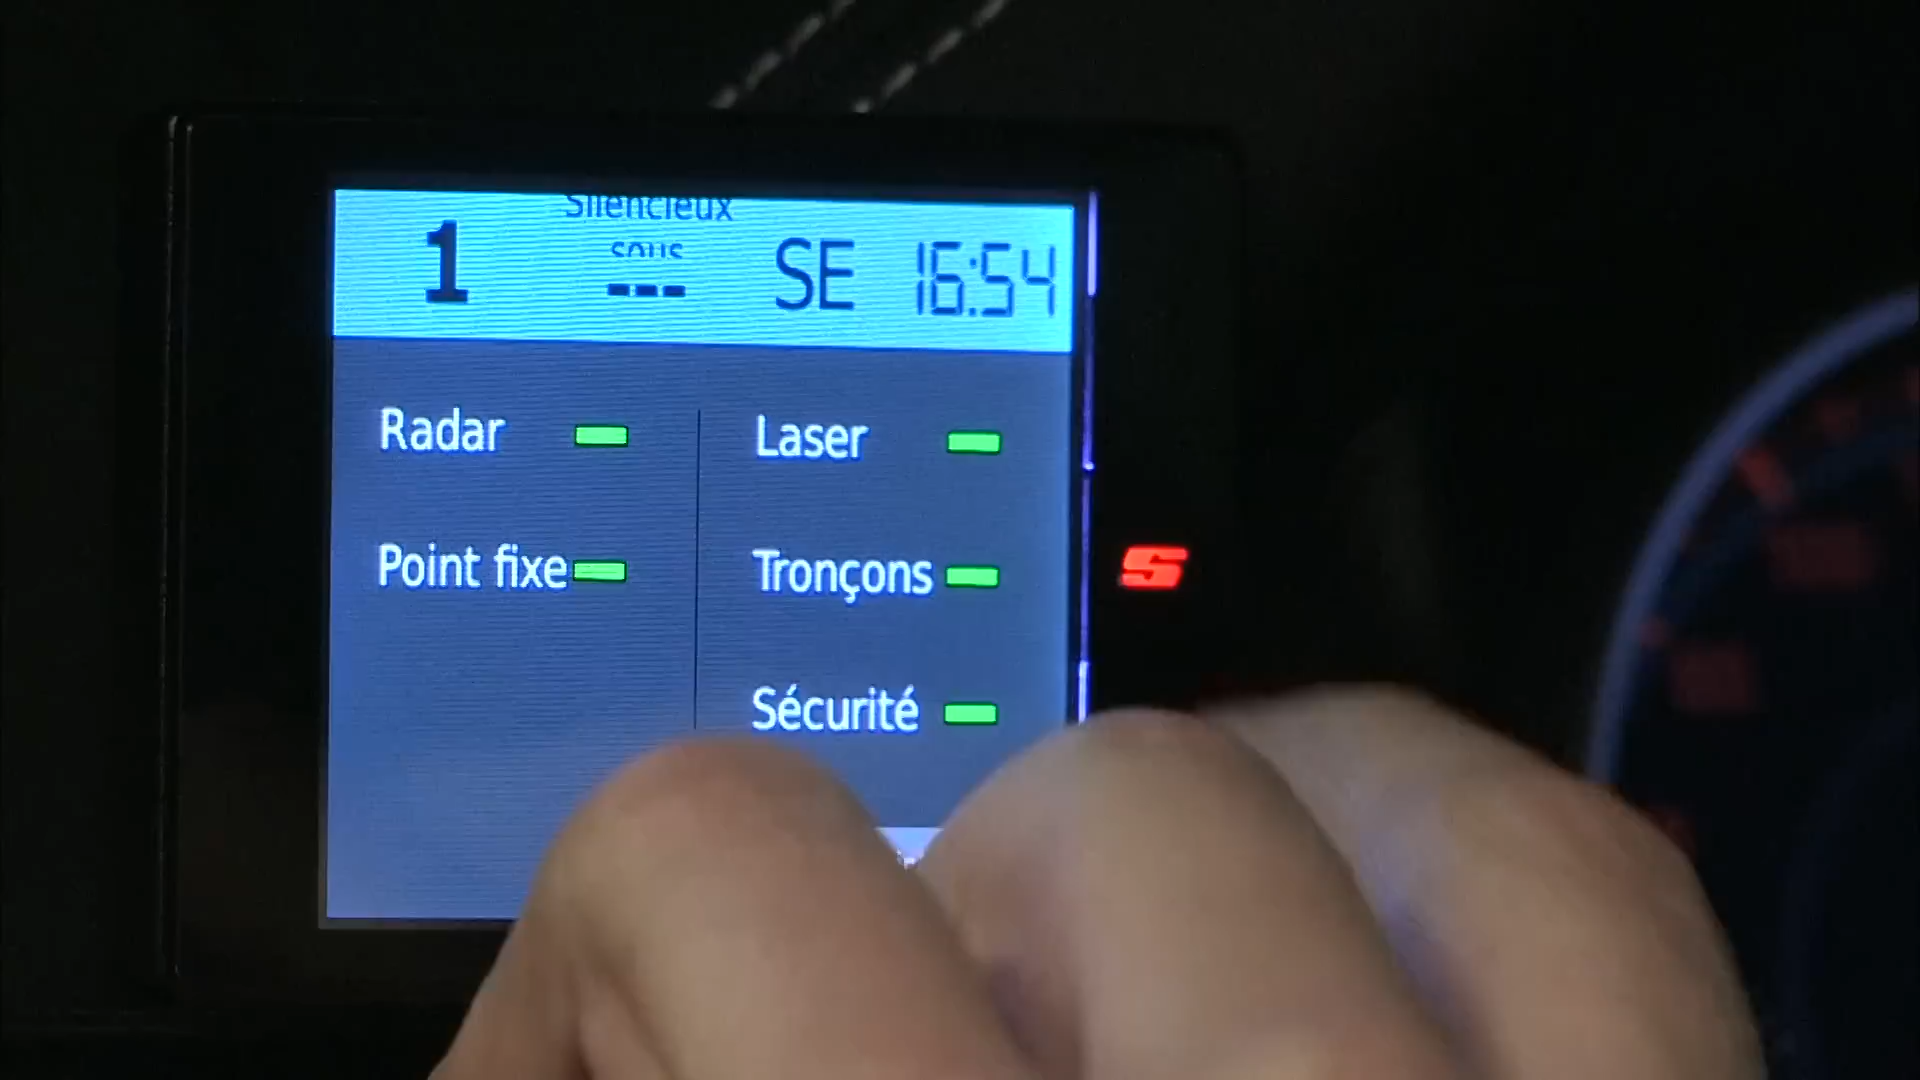 Silencieux
1 sous SE 16:54
---
Radar Laser
Point fixe Tronçons
Sécurité
S